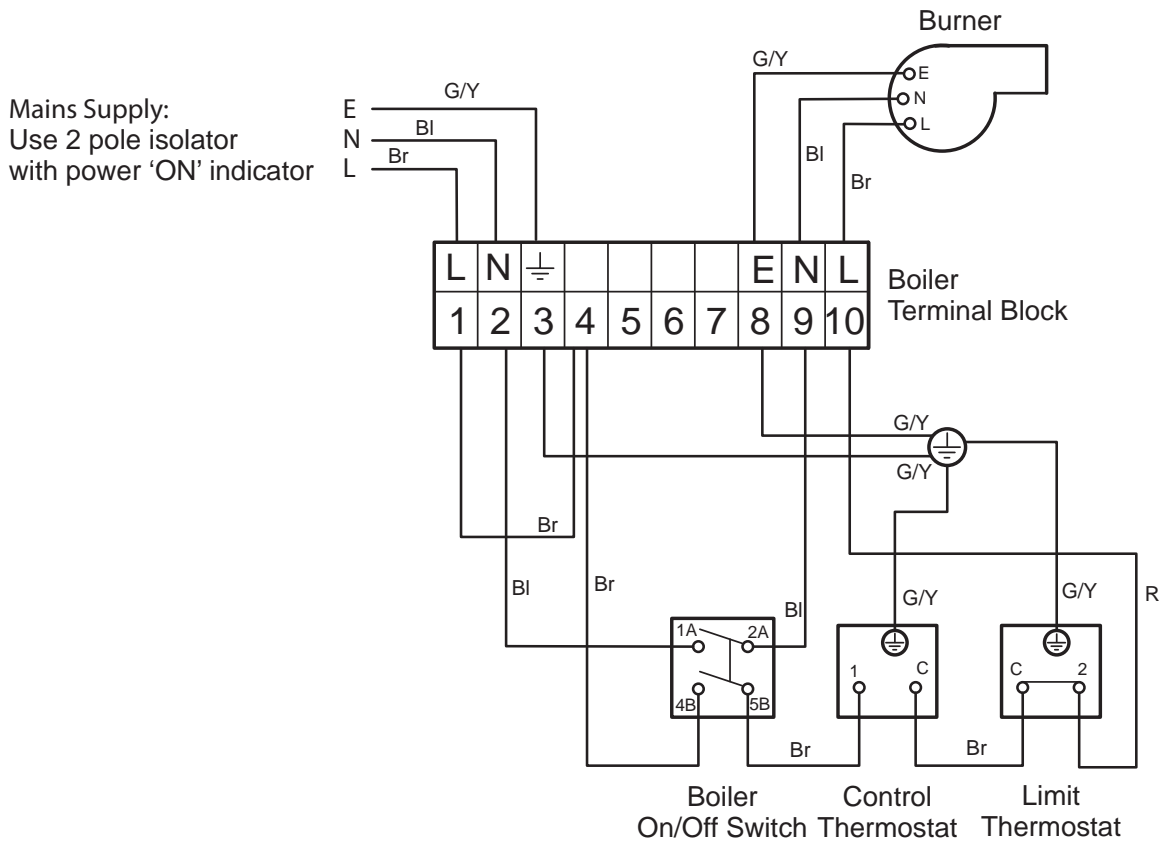 Burner
G/Y
E
N
L
Bl
Br
Mains Supply:
Use 2 pole isolator
with power ‘ON’ indicator
E
N
L
G/Y
Bl
Br
L N E N L
1 2 3 4 5 6 7 8 9 10
Boiler
Terminal Block
G/Y
G/Y
Br
Bl
Br
Bl
G/Y
G/Y
R
1A 2A
4B 5B
1 C
C 2
Br
Br
Boiler
On/Off Switch
Control
Thermostat
Limit
Thermostat